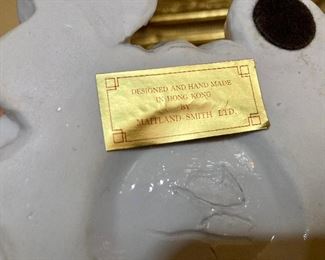 DESIGNED AND HAND MADE
IN HONG KONG
BY
MAITLAND-SMITH LTD.